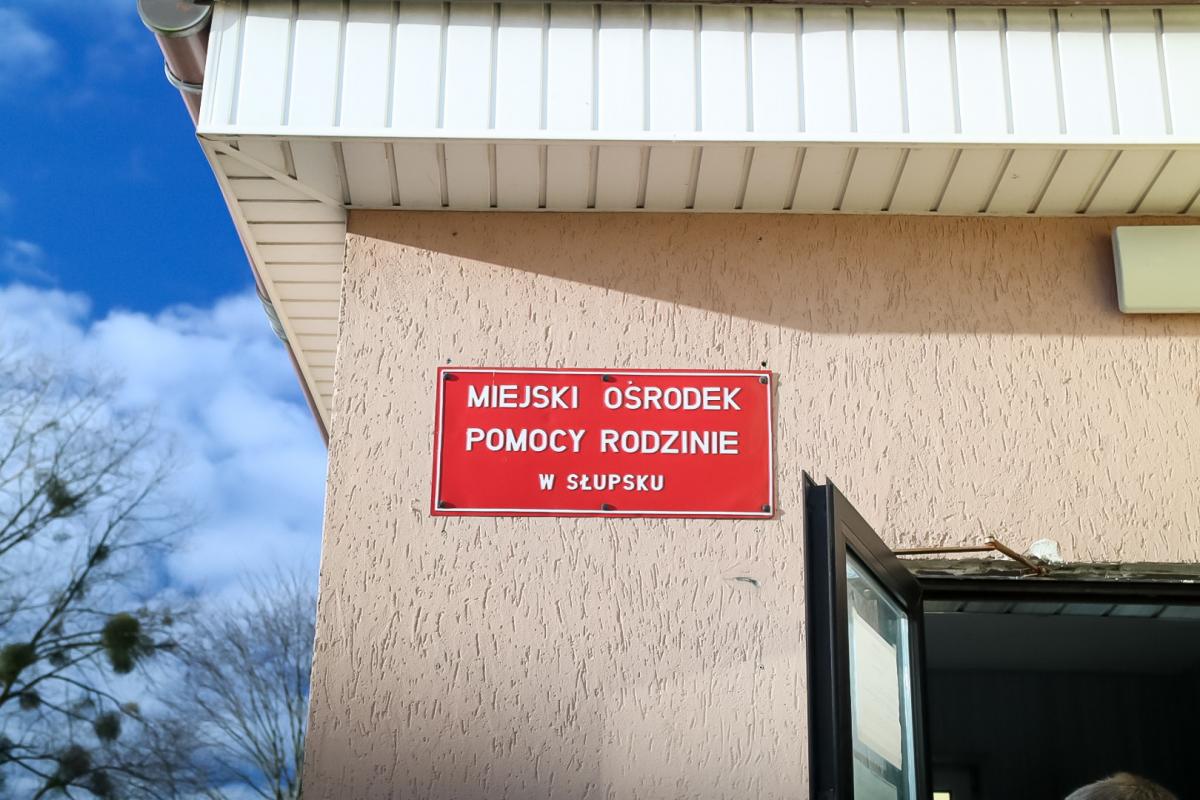 MIEJSKI OŚRODEK
POMOCY RODZINIE
W SŁUPSKU